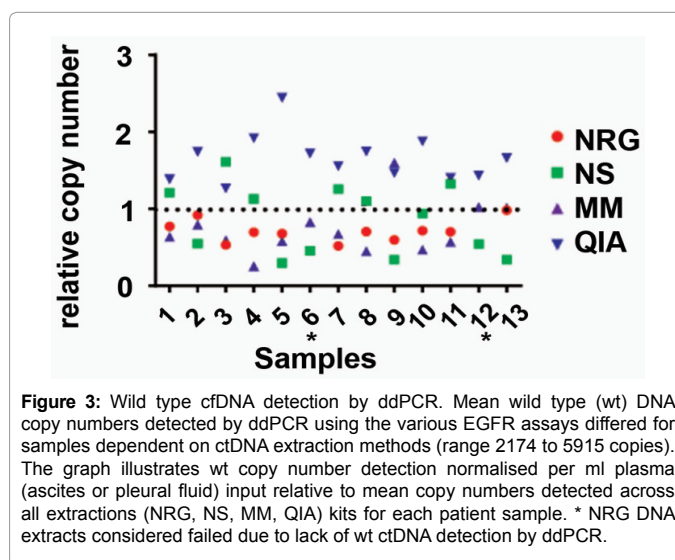 3
2
1
0
relative copy number
NRG
NS
MM
QIA
1 2 3 4 5 6 7 8 9 10 11 12 13
* *
Samples
Figure 3: Wild type cfDNA detection by ddPCR. Mean wild type (wt) DNA
copy numbers detected by ddPCR using the various EGFR assays differed for
samples dependent on ctDNA extraction methods (range 2174 to 5915 copies).
The graph illustrates wt copy number detection normalised per ml plasma
(ascites or pleural fluid) input relative to mean copy numbers detected across
all extractions (NRG, NS, MM, QIA) kits for each patient sample. * NRG DNA
extracts considered failed due to lack of wt ctDNA detection by ddPCR.